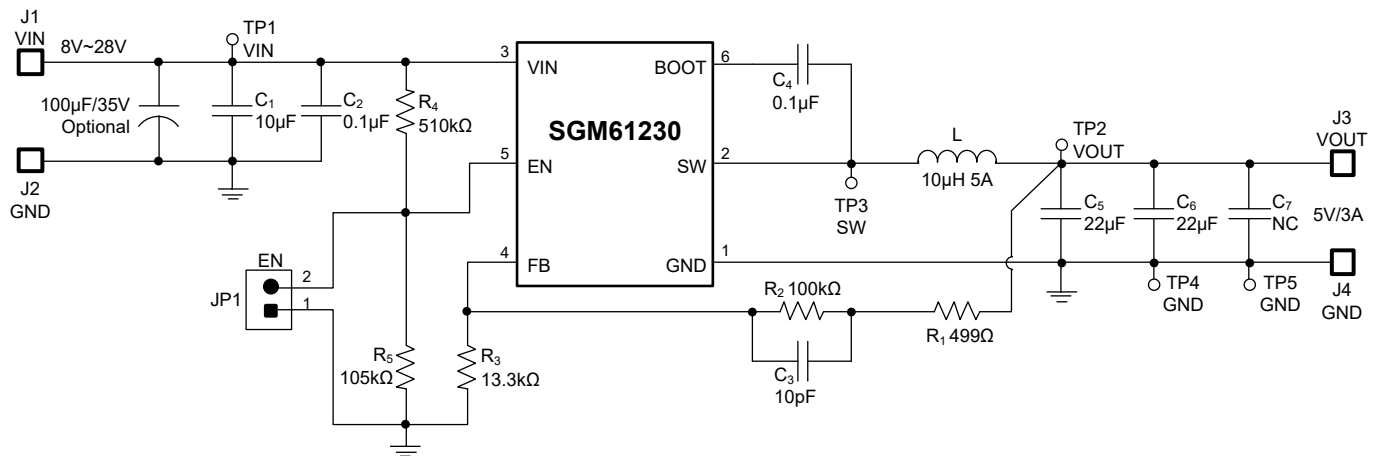 J1
VIN
8V~28V
TP1
VIN
100µF/35V
Optional
C1
10µF
C2
0.1µF
R4
510kΩ
J2
GND
3
VIN
5
EN
4
FB
SGM61230
BOOT
6
SW
2
GND
1
C4
0.1µF
TP3
SW
L
10µH 5A
TP2
VOUT
C5
22µF
C6
22µF
C7
NC
J3
VOUT
5V/3A
TP4
GND
TP5
GND
J4
GND
EN
JP1
2
1
R5
105kΩ
R3
13.3kΩ
R2 100kΩ
C3
10pF
R1 499Ω